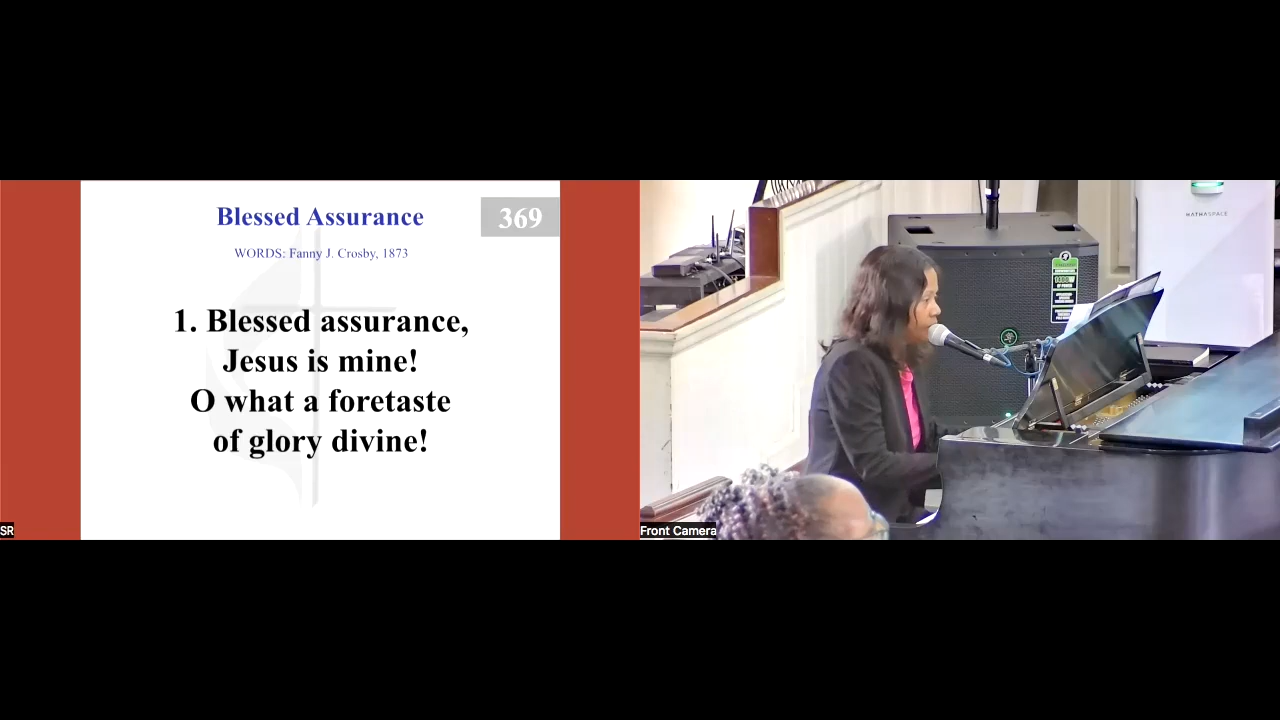 Blessed Assurance
369
WORDS: Fanny J. Crosby, 1873
1. Blessed assurance,
Jesus is mine!
O what a foretaste
of glory divine!
SR
HATHASPACE
Front Camera